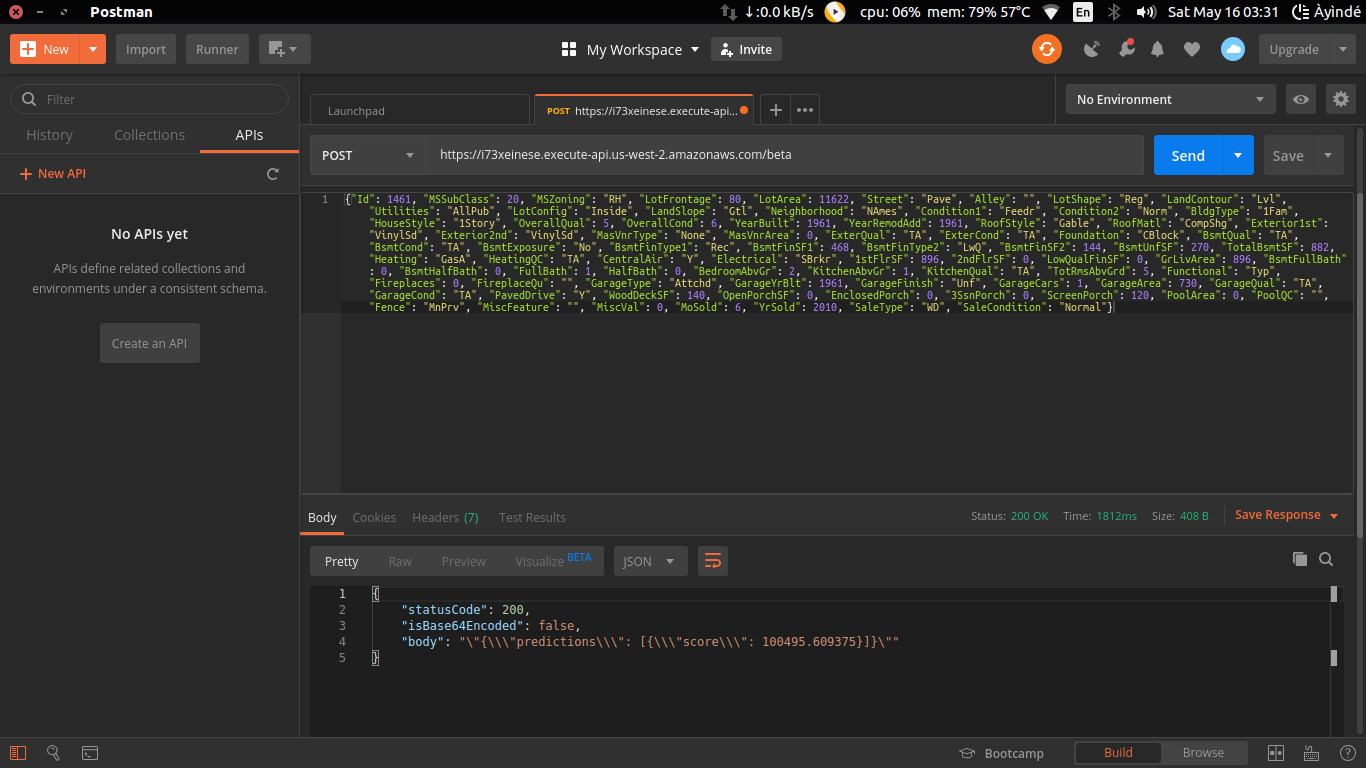 Postman
↓:0.0 kB/s
cpu: 06% mem: 79% 57°C
En
Sat May 16 03:31
Àyìndé
New
Import
Runner
My Workspace
Invite
Upgrade
Filter
History
Collections
APIs
+ New API
No APIs yet
APIs define related collections and
environments under a consistent schema.
Create an API
Launchpad
POST https://i73xeinese.execute-api...
+
•••
No Environment
POST
https://i73xeinese.execute-api.us-west-2.amazonaws.com/beta
Send
Save
1 {"Id": 1461, "MSSubClass": 20, "MSZoning": "RH", "LotFrontage": 80, "LotArea": 11622, "Street": "Pave", "Alley": "", "LotShape": "Reg", "LandContour": "Lvl",
"Utilities": "AllPub", "LotConfig": "Inside", "LandSlope": "Gtl", "Neighborhood": "NAmes", "Condition1": "Feedr", "Condition2": "Norm", "BldgType": "1Fam",
"HouseStyle": "1Story", "OverallQual": 5, "OverallCond": 6, "YearBuilt": 1961, "YearRemodAdd": 1961, "RoofStyle": "Gable", "RoofMatl": "CompShg", "Exterior1st":
"VinylSd", "Exterior2nd": "VinylSd", "MasVnrType": "None", "MasVnrArea": 0, "ExterQual": "TA", "ExterCond": "TA", "Foundation": "CBlock", "BsmtQual": "TA",
"BsmtCond": "TA", "BsmtExposure": "No", "BsmtFinType1": "Rec", "BsmtFinSF1": 468, "BsmtFinType2": "LwQ", "BsmtFinSF2": 144, "BsmtUnfSF": 270, "TotalBsmtSF": 882,
"Heating": "GasA", "HeatingQC": "TA", "CentralAir": "Y", "Electrical": "SBrkr", "1stFlrSF": 896, "2ndFlrSF": 0, "LowQualFinSF": 0, "GrLivArea": 896, "BsmtFullBath"
: 0, "BsmtHalfBath": 0, "FullBath": 1, "HalfBath": 0, "BedroomAbvGr": 2, "KitchenAbvGr": 1, "KitchenQual": "TA", "TotRmsAbvGrd": 5, "Functional": "Typ",
"Fireplaces": 0, "FireplaceQu": "", "GarageType": "Attchd", "GarageYrBlt": 1961, "GarageFinish": "Unf", "GarageCars": 1, "GarageArea": 730, "GarageQual": "TA",
"GarageCond": "TA", "PavedDrive": "Y", "WoodDeckSF": 140, "OpenPorchSF": 0, "EnclosedPorch": 0, "3SsnPorch": 0, "ScreenPorch": 120, "PoolArea": 0, "PoolQC": "",
"Fence": "MnPrv", "MiscFeature": "", "MiscVal": 0, "MoSold": 6, "YrSold": 2010, "SaleType": "WD", "SaleCondition": "Normal"}
Body
Cookies
Headers (7)
Test Results
Status: 200 OK
Time: 1812ms
Size: 408 B
Save Response
Pretty
Raw
Preview
Visualize BETA
JSON
1 {
2 "statusCode": 200,
3 "isBase64Encoded": false,
4 "body": "\"{\\\"predictions\\\": [{\\\"score\\\": 100495.609375}]}\""
5 }
Bootcamp
Build
Browse